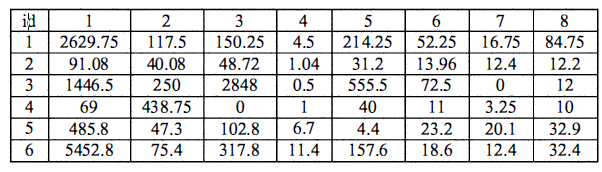 id 1 2 3 4 5 6 7 8
1 2629.75 117.5 150.25 4.5 214.25 52.25 16.75 84.75
2 91.08 40.08 48.72 1.04 31.2 13.96 12.4 12.2
3 1446.5 250 2848 0.5 555.5 72.5 0 12
4 69 438.75 0 1 40 11 3.25 10
5 485.8 47.3 102.8 6.7 4.4 23.2 20.1 32.9
6 5452.8 75.4 317.8 11.4 157.6 18.6 12.4 32.4